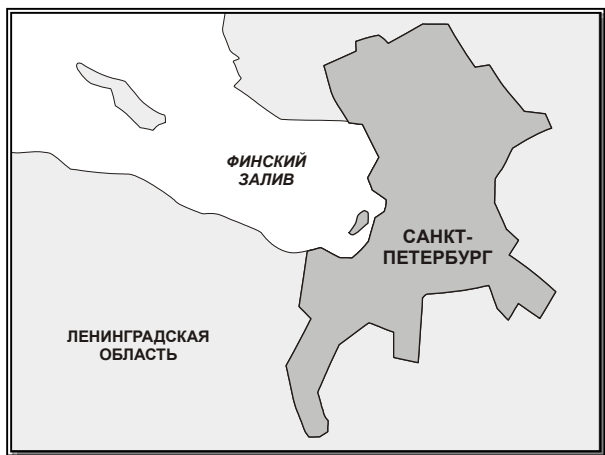 ФИНСКИЙ
ЗАЛИВ
САНКТ-
ПЕТЕРБУРГ
ЛЕНИНГРАДСКАЯ
ОБЛАСТЬ